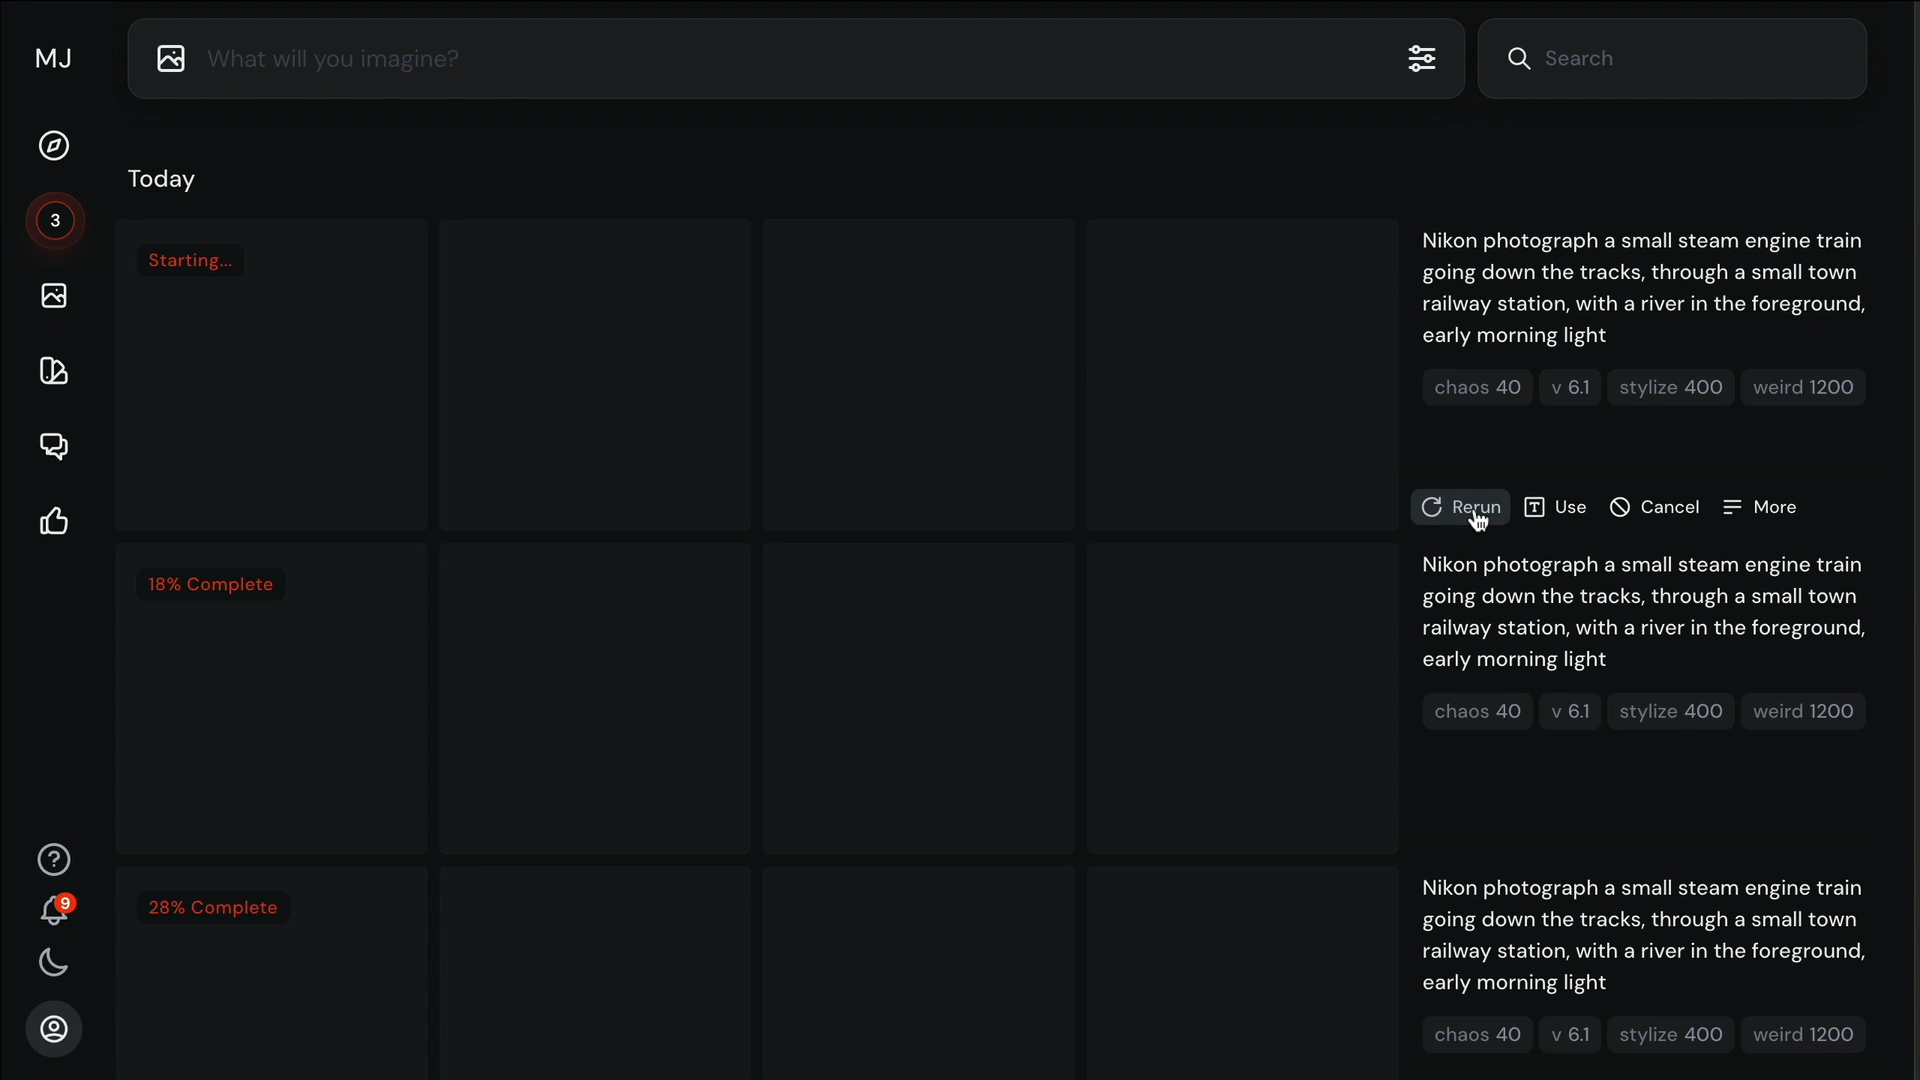 MJ
What will you imagine?
Search
Today
3
Starting...
Nikon photograph a small steam engine train
going down the tracks, through a small town
railway station, with a river in the foreground,
early morning light
chaos 40 v 6.1 stylize 400 weird 1200
Rerun Use Cancel More
18% Complete
Nikon photograph a small steam engine train
going down the tracks, through a small town
railway station, with a river in the foreground,
early morning light
chaos 40 v 6.1 stylize 400 weird 1200
28% Complete
Nikon photograph a small steam engine train
going down the tracks, through a small town
railway station, with a river in the foreground,
early morning light
chaos 40 v 6.1 stylize 400 weird 1200
9